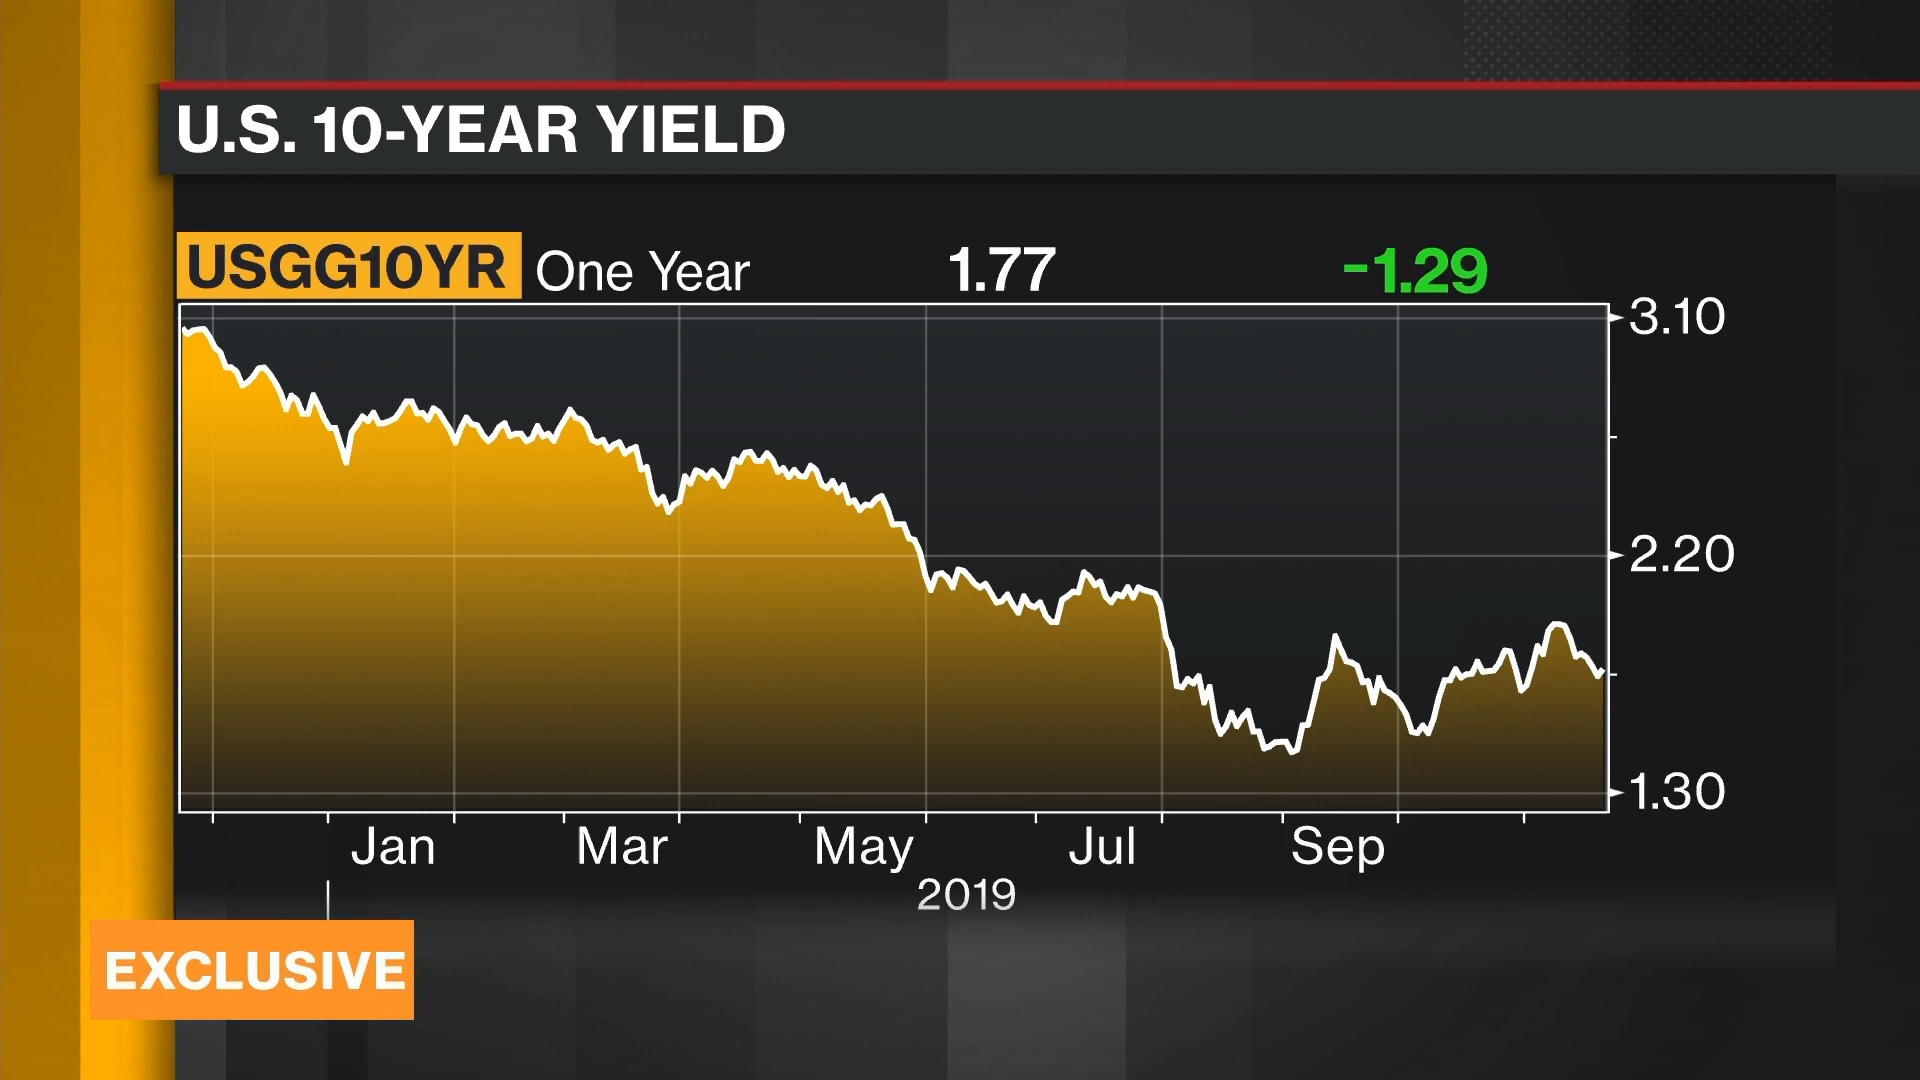 U.S. 10-YEAR YIELD
USGG10YR One Year 1.77 -1.29
3.10
2.20
1.30
Jan Mar May Jul Sep
2019
EXCLUSIVE